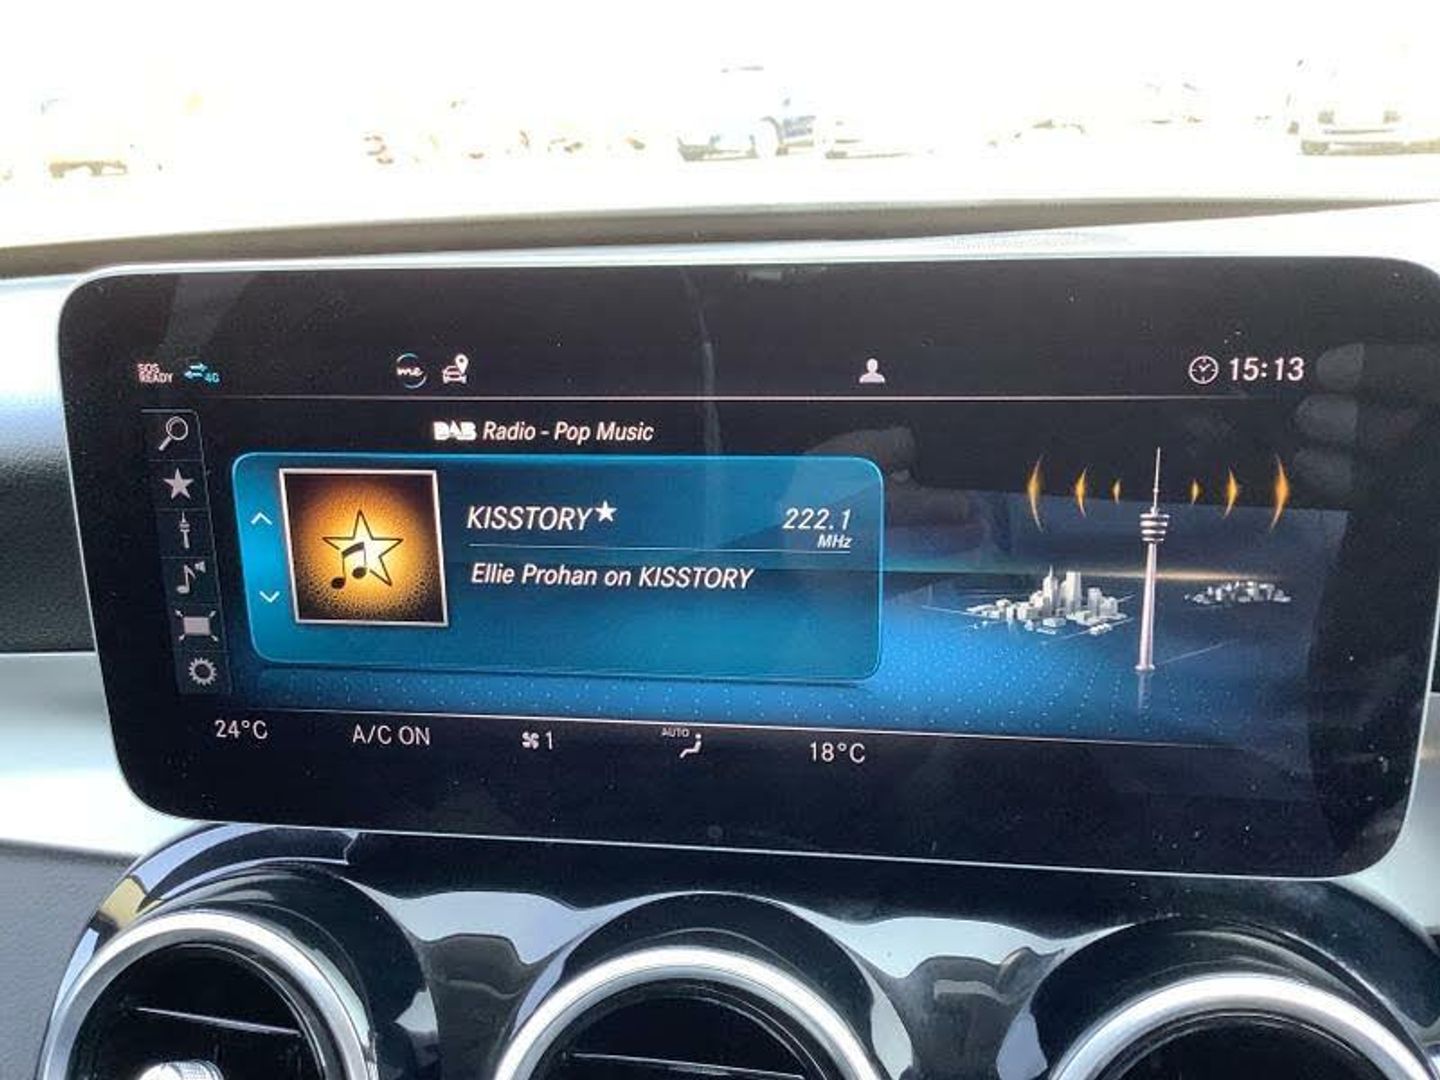 SOS READY 4G me 15:13
DAB Radio - Pop Music
KISSTORY★ 222.1
MHz
Ellie Prohan on KISSTORY
24°C A/C ON 1 AUTO 18°C